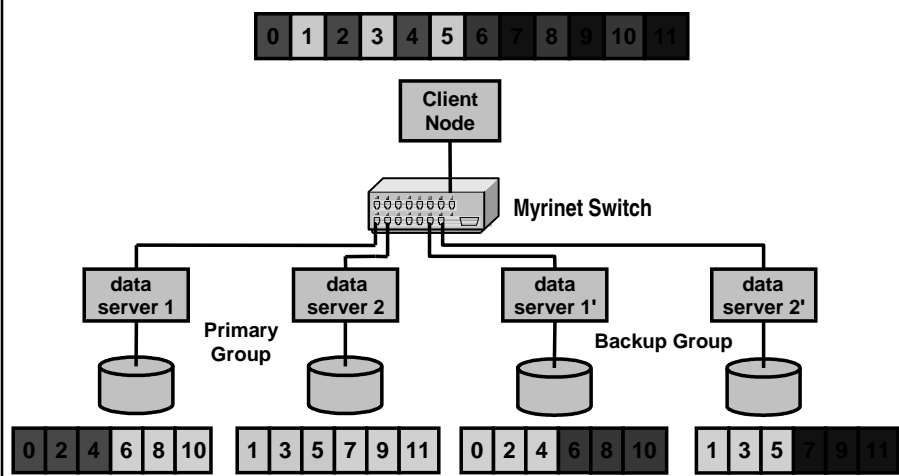 0 1 2 3 4 5 6 7 8 9 10 11
Client
Node
Myrinet Switch
data
server 1
data
server 2
data
server 1'
data
server 2'
Primary
Group
Backup Group
0 2 4 6 8 10
1 3 5 7 9 11
0 2 4 6 8 10
1 3 5 7 9 11